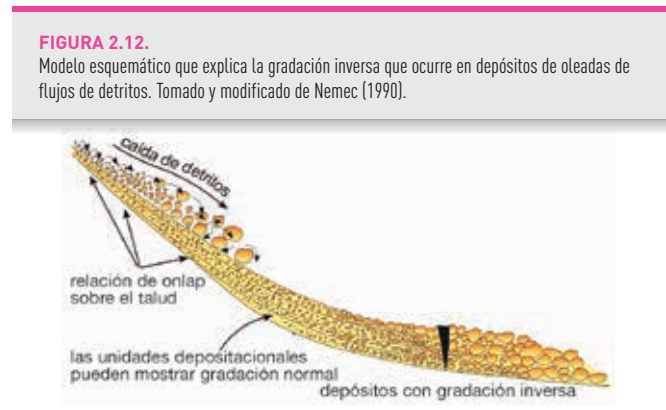 FIGURA 2.12.
Modelo esquemático que explica la gradación inversa que ocurre en depósitos de oleadas de
flujos de detritos. Tomado y modificado de Nemec (1990).
caída de detritos
relación de onlap
sobre el talud
las unidades depositacionales
pueden mostrar gradación normal
depósitos con gradación inversa